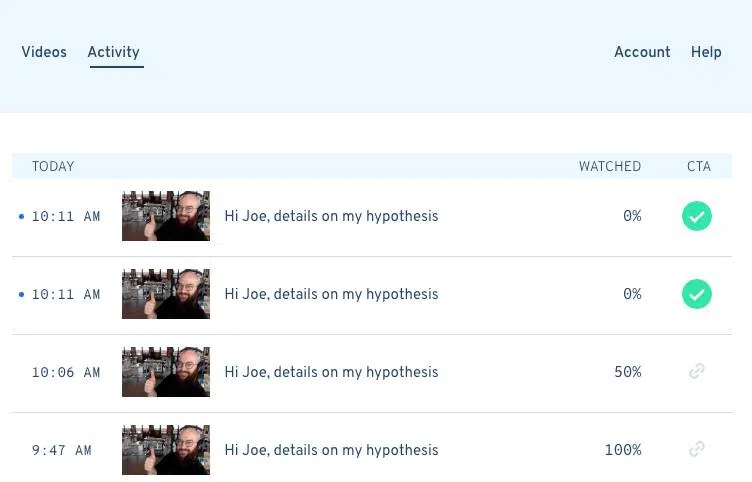 Videos Activity Account Help
TODAY WATCHED CTA
10:11 AM Hi Joe, details on my hypothesis 0%
10:11 AM Hi Joe, details on my hypothesis 0%
10:06 AM Hi Joe, details on my hypothesis 50%
9:47 AM Hi Joe, details on my hypothesis 100%